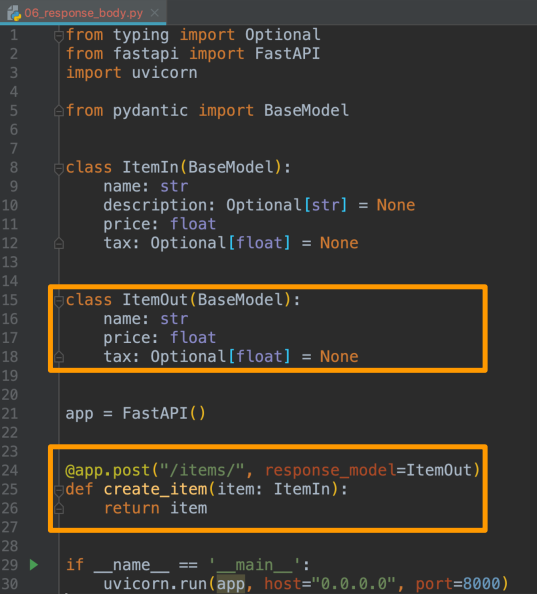 06_response_body.py ×
1 from typing import Optional
2 from fastapi import FastAPI
3 import uvicorn
4
5 from pydantic import BaseModel
6
7
8 class ItemIn(BaseModel):
9     name: str
10     description: Optional[str] = None
11     price: float
12     tax: Optional[float] = None
13
14
15 class ItemOut(BaseModel):
16     name: str
17     price: float
18     tax: Optional[float] = None
19
20
21 app = FastAPI()
22
23
24 @app.post("/items/", response_model=ItemOut)
25 def create_item(item: ItemIn):
26     return item
27
28
29 if __name__ == '__main__':
30     uvicorn.run(app, host="0.0.0.0", port=8000)